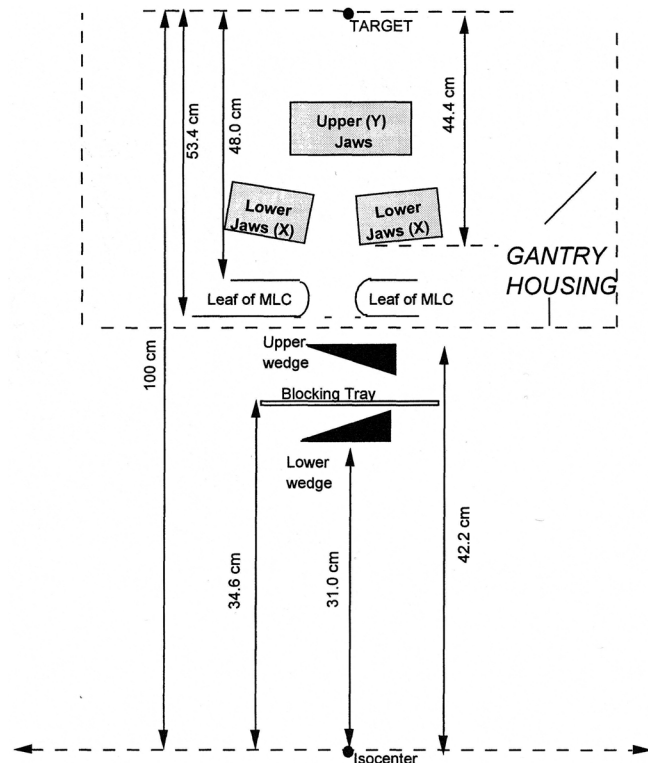 TARGET
53.4 cm
48.0 cm
44.4 cm
Upper (Y)
Jaws
Lower
Jaws (X)
Lower
Jaws (X)
GANTRY
HOUSING
Leaf of MLC
Leaf of MLC
100 cm
Upper
wedge
Blocking Tray
Lower
wedge
34.6 cm
31.0 cm
42.2 cm
Isocenter